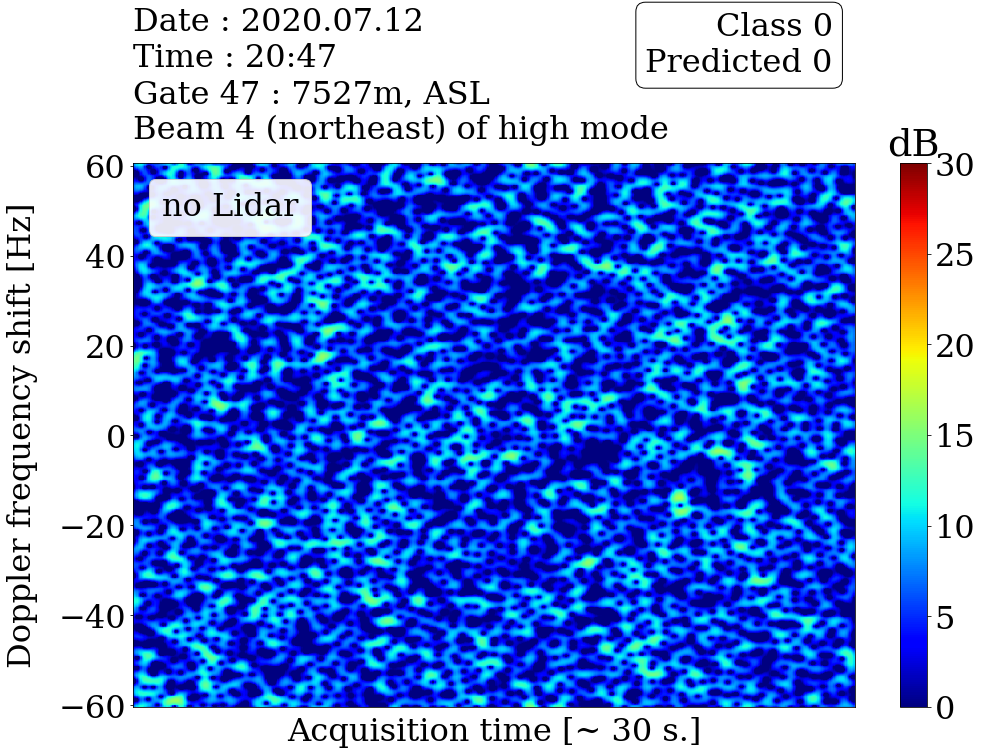 Date : 2020.07.12
Time : 20:47
Gate 47 : 7527m, ASL
Beam 4 (northeast) of high mode
Class 0
Predicted 0
dB
no Lidar
Doppler frequency shift [Hz]
60
40
20
0
−20
−40
−60
Acquisition time [~ 30 s.]
30
25
20
15
10
5
0